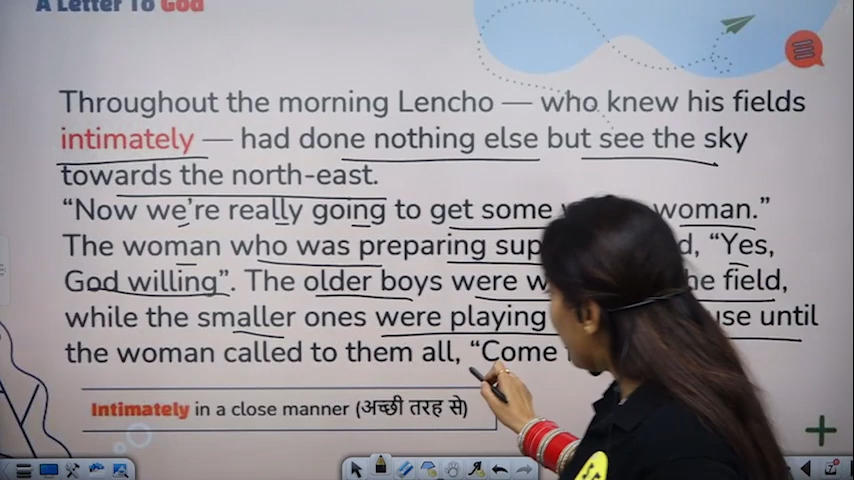 A Letter To God
Throughout the morning Lencho — who knew his fields
intimately — had done nothing else but see the sky
towards the north-east.
“Now we’re really going to get some woman.”
The woman who was preparing “Yes,
God willing”. The older boys were field,
while the smaller ones were playing until
the woman called to them all, “Come
Intimately in a close manner (अच्छी तरह से)